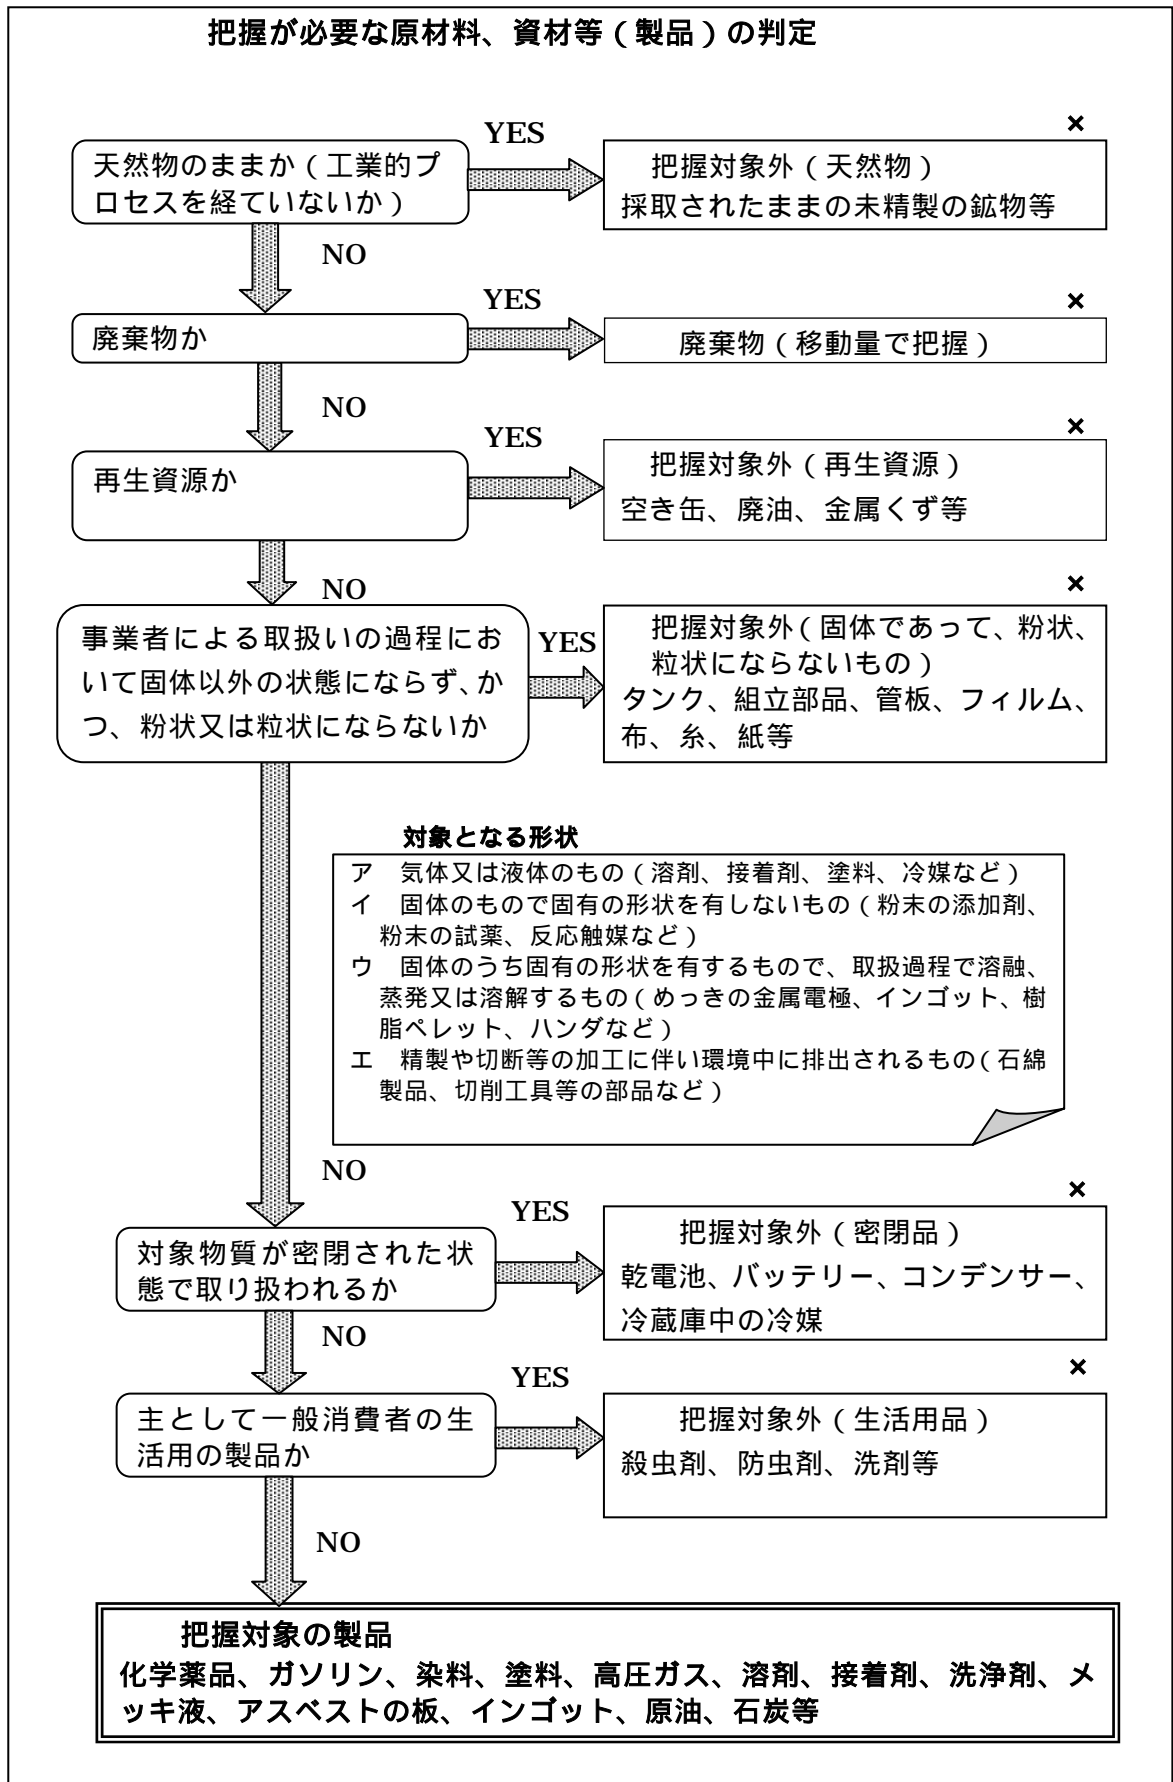 把握が必要な原材料、資材等（製品）の判定
×
YES
天然物のままか（工業的プ
ロセスを経ていないか）
把握対象外（天然物）
採取されたままの未精製の鉱物等
NO
×
YES
廃棄物か
廃棄物（移動量で把握）
NO
×
YES
再生資源か
把握対象外（再生資源）
空き缶、廃油、金属くず等
NO
×
事業者による取扱いの過程にお
いて固体以外の状態にならず、か
つ、粉状又は粒状にならないか
YES
把握対象外（固体であって、粉状、
粒状にならないもの）
タンク、組立部品、管板、フィルム、
布、糸、紙等
対象となる形状
ア　気体又は液体のもの（溶剤、接着剤、塗料、冷媒など）
イ　固体のもので固有の形状を有しないもの（粉末の添加剤、
粉末の試薬、反応触媒など）
ウ　固体のうち固有の形状を有するもので、取扱過程で溶融、
蒸発又は溶解するもの（めっきの金属電極、インゴット、樹
脂ペレット、ハンダなど）
エ　精製や切断等の加工に伴い環境中に排出されるもの（石綿
製品、切削工具等の部品など）
NO
×
YES
対象物質が密閉された状
態で取り扱われるか
把握対象外（密閉品）
乾電池、バッテリー、コンデンサー、
冷蔵庫中の冷媒
NO
×
YES
主として一般消費者の生
活用の製品か
把握対象外（生活用品）
殺虫剤、防虫剤、洗剤等
NO
把握対象の製品
化学薬品、ガソリン、染料、塗料、高圧ガス、溶剤、接着剤、洗浄剤、メ
ッキ液、アスベストの板、インゴット、原油、石炭等